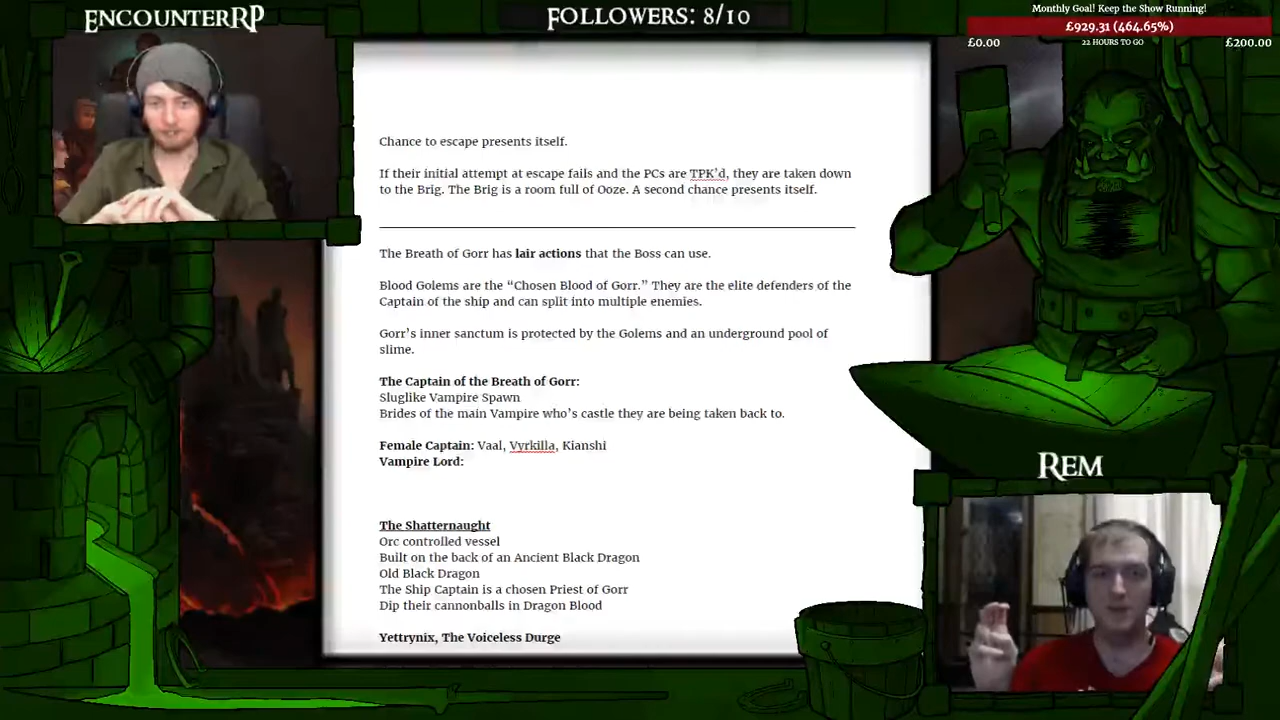 ENCOUNTERRP
FOLLOWERS: 8/10
Monthly Goal! Keep the Show Running!
£929.31 (464.65%)
£0.00
22 HOURS TO GO
£200.00
Chance to escape presents itself.
If their initial attempt at escape fails and the PCs are TPK’d, they are taken down
to the Brig. The Brig is a room full of Ooze. A second chance presents itself.
The Breath of Gorr has lair actions that the Boss can use.
Blood Golems are the “Chosen Blood of Gorr.” They are the elite defenders of the
Captain of the ship and can split into multiple enemies.
Gorr’s inner sanctum is protected by the Golems and an underground pool of
slime.
The Captain of the Breath of Gorr:
Sluglike Vampire Spawn
Brides of the main Vampire who’s castle they are being taken back to.
Female Captain: Vaal, Vyrkilla, Kianshi
Vampire Lord:
The Shatternaught
Orc controlled vessel
Built on the back of an Ancient Black Dragon
Old Black Dragon
The Ship Captain is a chosen Priest of Gorr
Dip their cannonballs in Dragon Blood
Yettrynix, The Voiceless Durge
REM